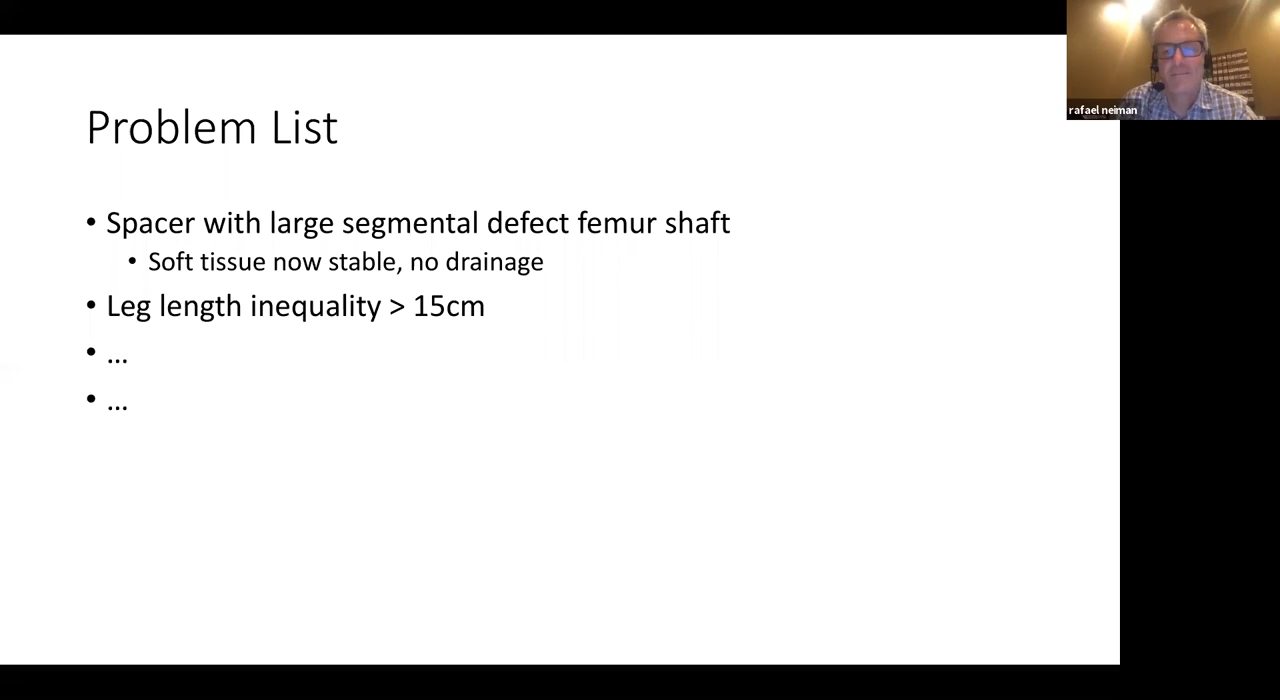 Problem List
• Spacer with large segmental defect femur shaft
• Soft tissue now stable, no drainage
• Leg length inequality > 15cm
• ...
• ...
rafael neiman